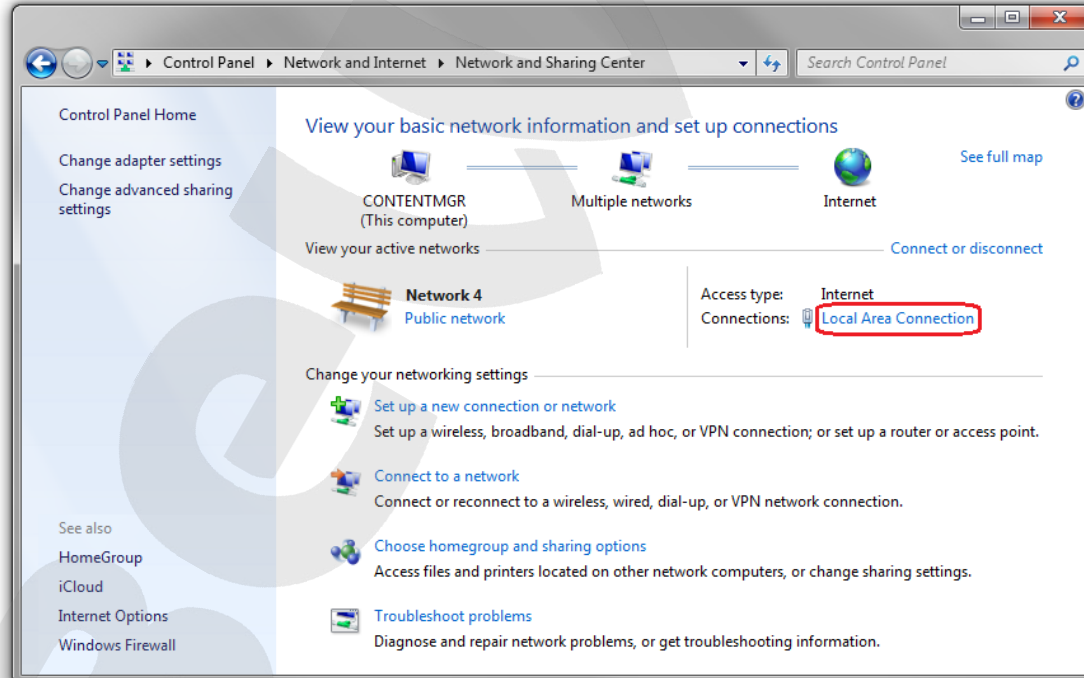 Control Panel Network and Internet Network and Sharing Center Search Control Panel
Control Panel Home
Change adapter settings
Change advanced sharing
settings
See also
HomeGroup
iCloud
Internet Options
Windows Firewall
View your basic network information and set up connections
See full map
CONTENTMGR
(This computer)
Multiple networks
Internet
View your active networks
Connect or disconnect
Network 4
Public network
Access type: Internet
Connections: Local Area Connection
Change your networking settings
Set up a new connection or network
Set up a wireless, broadband, dial-up, ad hoc, or VPN connection; or set up a router or access point.
Connect to a network
Connect or reconnect to a wireless, wired, dial-up, or VPN network connection.
Choose homegroup and sharing options
Access files and printers located on other network computers, or change sharing settings.
Troubleshoot problems
Diagnose and repair network problems, or get troubleshooting information.